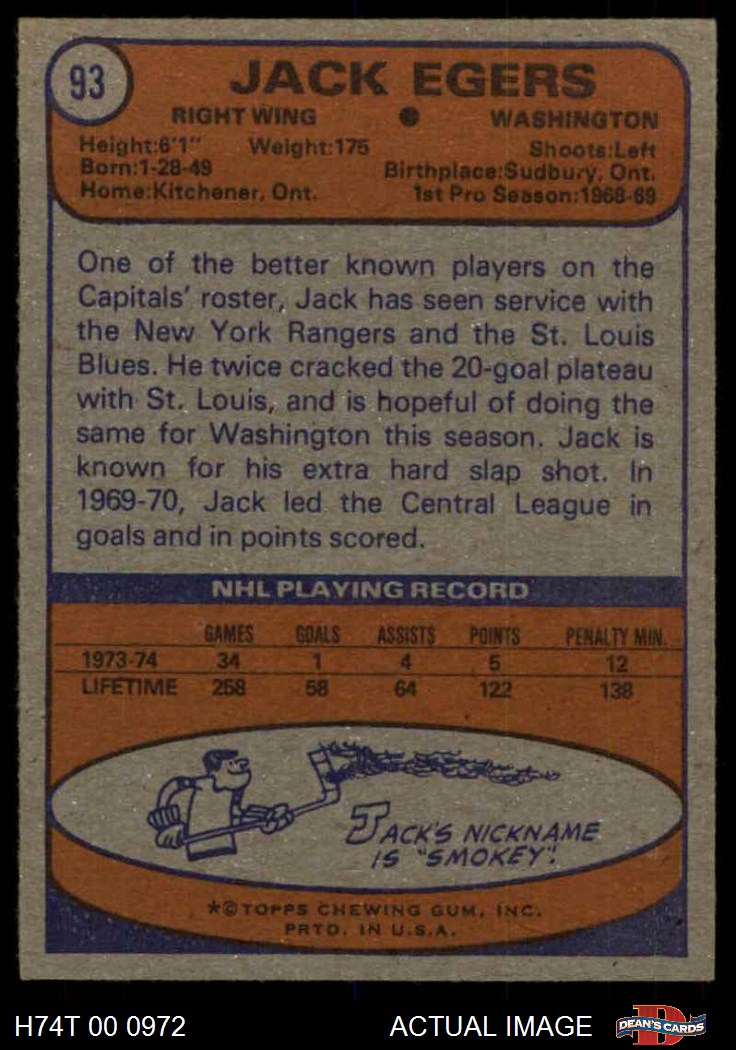 93
JACK EGERS
RIGHT WING ● WASHINGTON
Height:6'1" Weight:175 Shoots:Left
Born:1-28-49 Birthplace:Sudbury, Ont.
Home:Kitchener, Ont. 1st Pro Season:1968-69
One of the better known players on the
Capitals' roster, Jack has seen service with
the New York Rangers and the St. Louis
Blues. He twice cracked the 20-goal plateau
with St. Louis, and is hopeful of doing the
same for Washington this season. Jack is
known for his extra hard slap shot. In
1969-70, Jack led the Central League in
goals and in points scored.
NHL PLAYING RECORD
GAMES GOALS ASSISTS POINTS PENALTY MIN.
1973-74 34 1 4 5 12
LIFETIME 258 58 64 122 138
JACK'S NICKNAME
IS "SMOKEY".
*©TOPPS CHEWING GUM, INC.
PRTD. IN U.S.A.
H74T 00 0972 ACTUAL IMAGE D DEAN'S CARDS